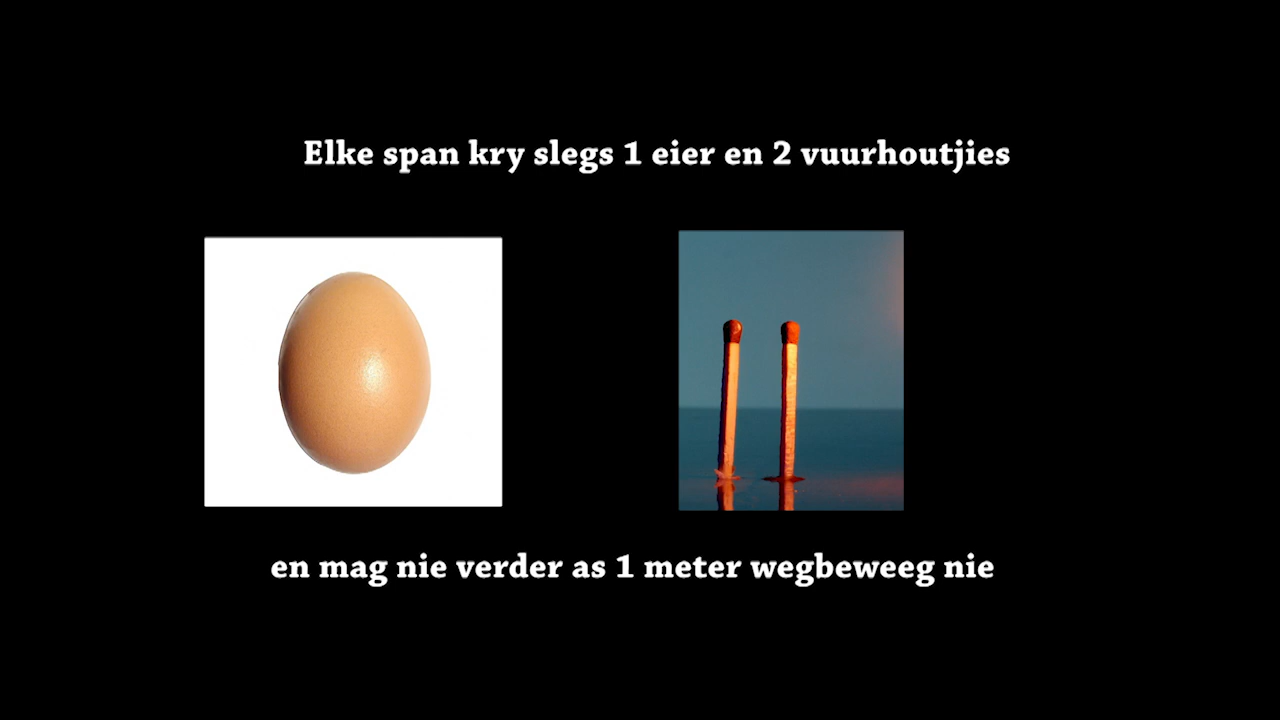 Elke span kry slegs 1 eier en 2 vuurhoutjies
en mag nie verder as 1 meter wegbeweeg nie